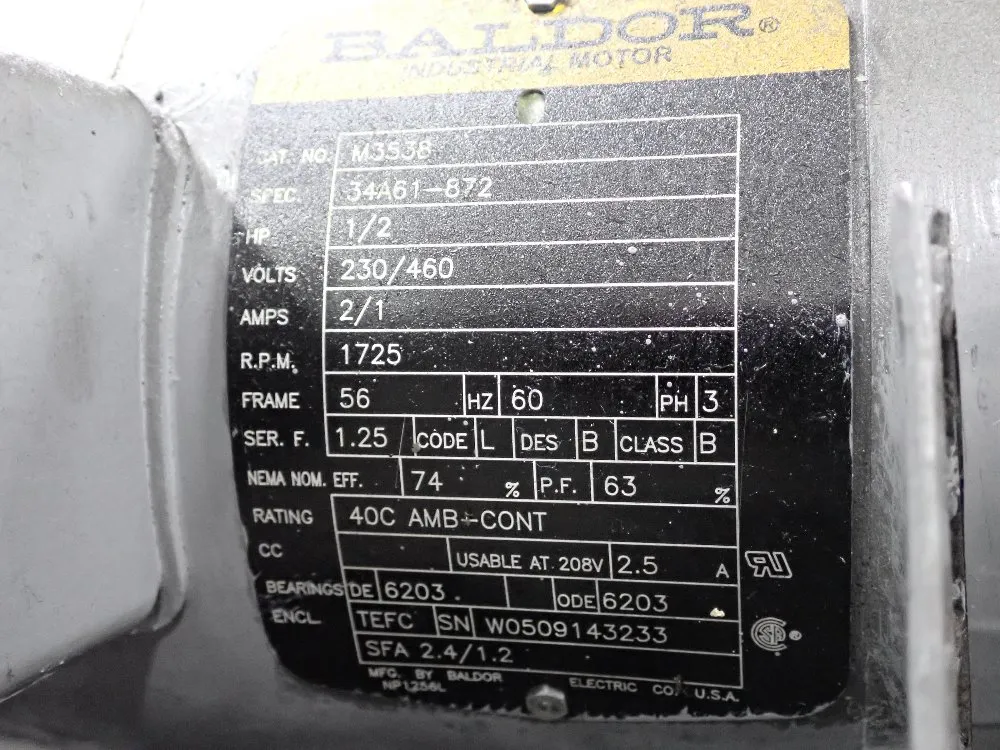 BALDOR®
INDUSTRIAL MOTOR
CAT. NO. M3538
SPEC. 34A61-872
HP 1/2
VOLTS 230/460
AMPS 2/1
R.P.M. 1725
FRAME 56 HZ 60 PH 3
SER. F. 1.25 CODE L DES B CLASS B
NEMA NOM. EFF. 74 % P.F. 63 %
RATING 40C AMB-CONT
CC USABLE AT 208V 2.5 A
BEARINGS DE 6203 ODE 6203
ENCL. TEFC SN W0509143233
SFA 2.4/1.2
MFG. BY BALDOR ELECTRIC CO. U.S.A.
NP1256L